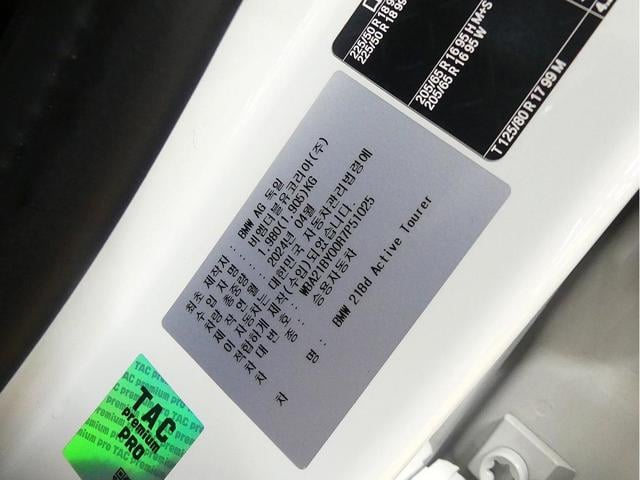 225/50 R 18 9
225/50 R 18 99
205/65 R 16 95 H,M+S
205/65 R 16 95 W
T 125/80 R 17 99 M
최초 제작자 : BMW AG 독일
수 입 자 명 : 비엠더블유코리아(주)
차량 총중량 : 1,980(1,905)KG
제 작 연 월 : 2024년 04월
이 자동차는 대한민국 자동차관리법령에
적합하게 제작(수입)되었습니다.
차 대 번 호 : WBA21BY00R7P51025
차 종 : 승용자동차
차 명 : BMW 218d Active Tourer
TAC
premium
PRO
TAC premium pro